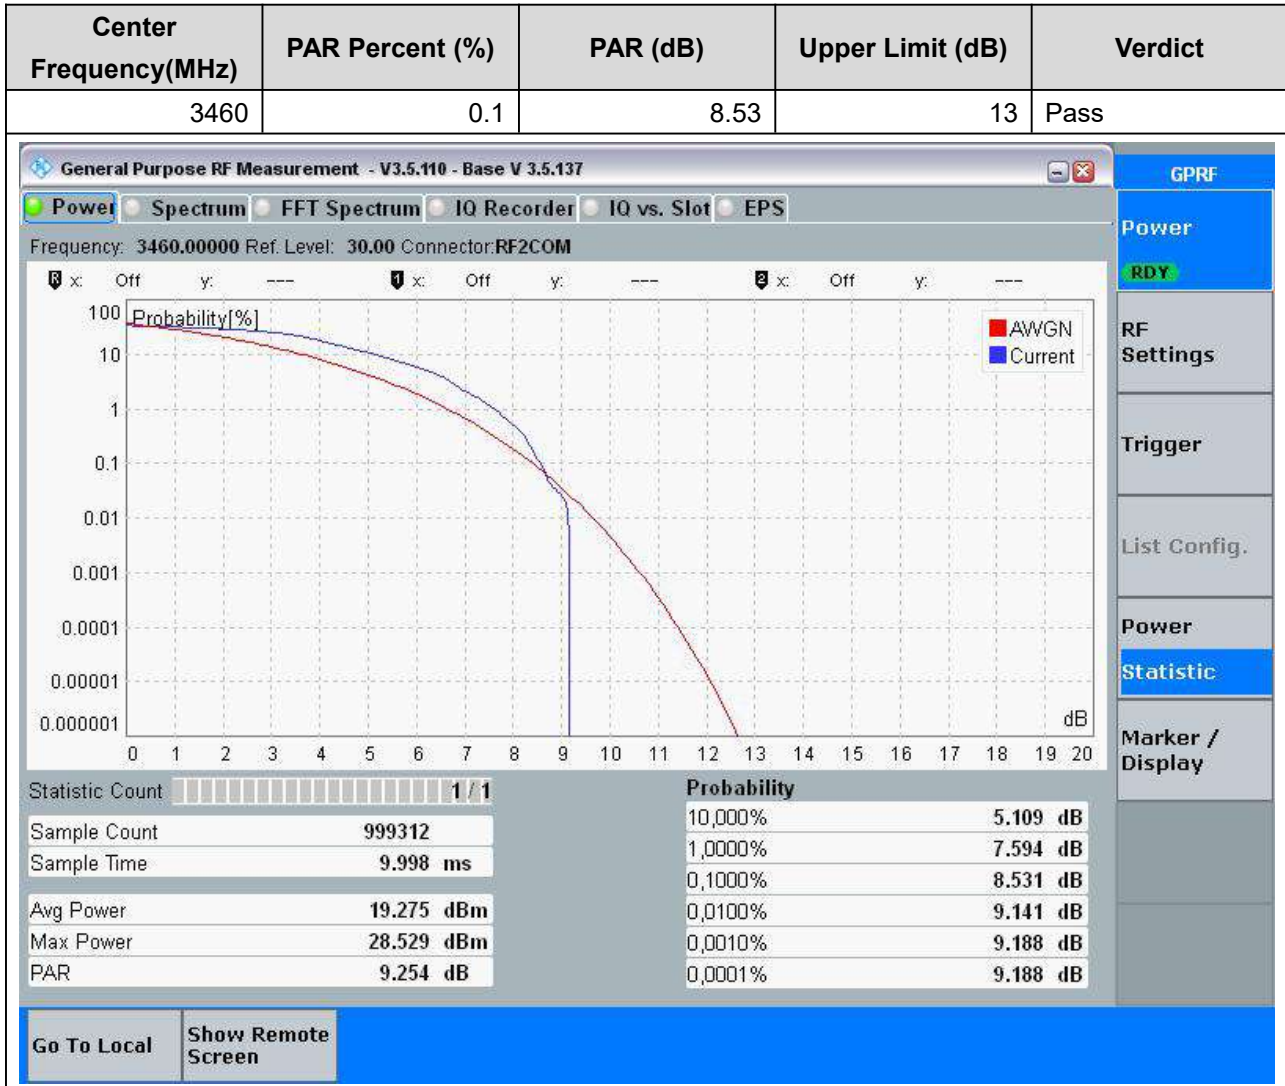 Center Frequency(MHz) PAR Percent (%) PAR (dB) Upper Limit (dB) Verdict
3460 0.1 8.53 13 Pass
General Purpose RF Measurement - V3.5.110 - Base V 3.5.137
GPRF
Power Spectrum FFT Spectrum IQ Recorder IQ vs. Slot EPS
Frequency: 3460.00000 Ref. Level: 30.00 Connector:RF2COM
R x: Off y: --- 1 x: Off y: --- 2 x: Off y: ---
Probability[%]
100
10
1
0.1
0.01
0.001
0.0001
0.00001
0.000001
AWGN
Current
dB
0 1 2 3 4 5 6 7 8 9 10 11 12 13 14 15 16 17 18 19 20
Statistic Count 1 / 1
Sample Count 999312
Sample Time 9.998 ms
Avg Power 19.275 dBm
Max Power 28.529 dBm
PAR 9.254 dB
Probability
10,000% 5.109 dB
1,0000% 7.594 dB
0,1000% 8.531 dB
0,0100% 9.141 dB
0,0010% 9.188 dB
0,0001% 9.188 dB
Power
RDY
RF
Settings
Trigger
List Config.
Power
Statistic
Marker /
Display
Go To Local
Show Remote
Screen